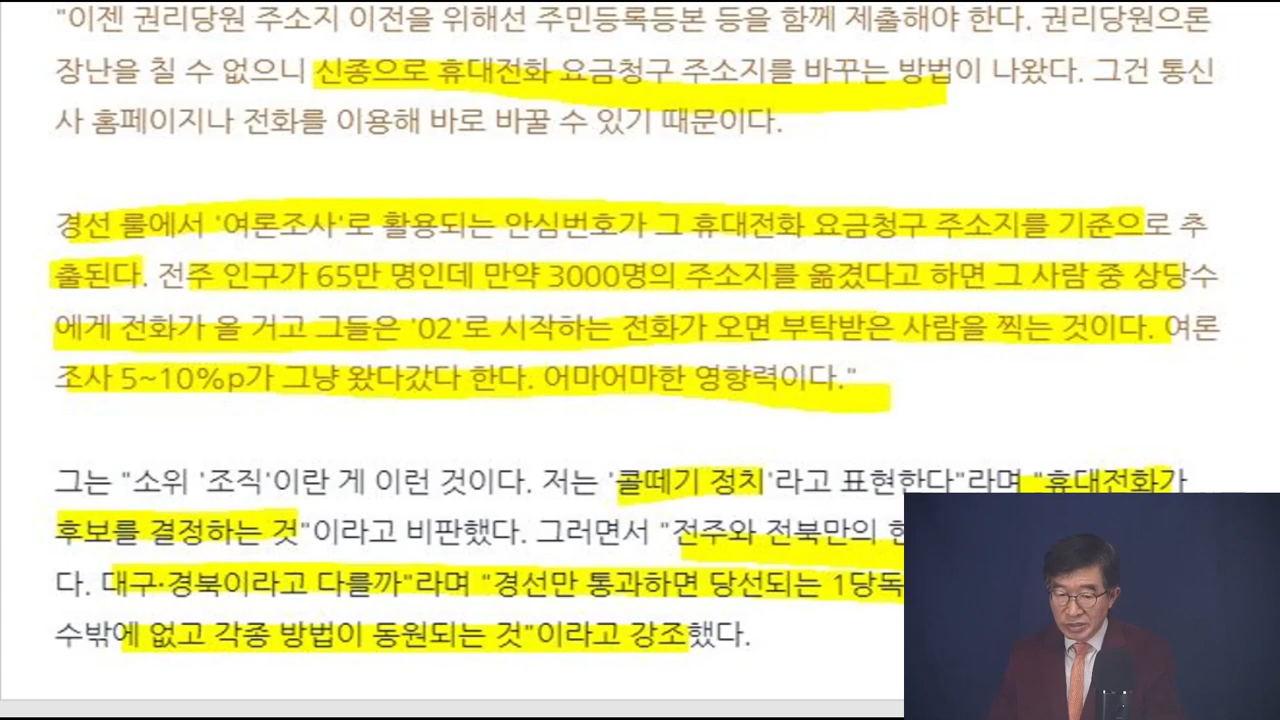 "이젠 권리당원 주소지 이전을 위해선 주민등록등본 등을 함께 제출해야 한다. 권리당원으론
장난을 칠 수 없으니 신종으로 휴대전화 요금청구 주소지를 바꾸는 방법이 나왔다. 그건 통신
사 홈페이지나 전화를 이용해 바로 바꿀 수 있기 때문이다.
경선 룰에서 '여론조사'로 활용되는 안심번호가 그 휴대전화 요금청구 주소지를 기준으로 추
출된다. 전주 인구가 65만 명인데 만약 3000명의 주소지를 옮겼다고 하면 그 사람 중 상당수
에게 전화가 올 거고 그들은 '02'로 시작하는 전화가 오면 부탁받은 사람을 찍는 것이다. 여론
조사 5~10%p가 그냥 왔다갔다 한다. 어마어마한 영향력이다."
그는 "소위 '조직'이란 게 이런 것이다. 저는 '콜떼기 정치'라고 표현한다"라며 "휴대전화가
후보를 결정하는 것"이라고 비판했다. 그러면서 "전주와 전북만의
다. 대구·경북이라고 다를까"라며 "경선만 통과하면 당선되는 1당독
수밖에 없고 각종 방법이 동원되는 것"이라고 강조했다.